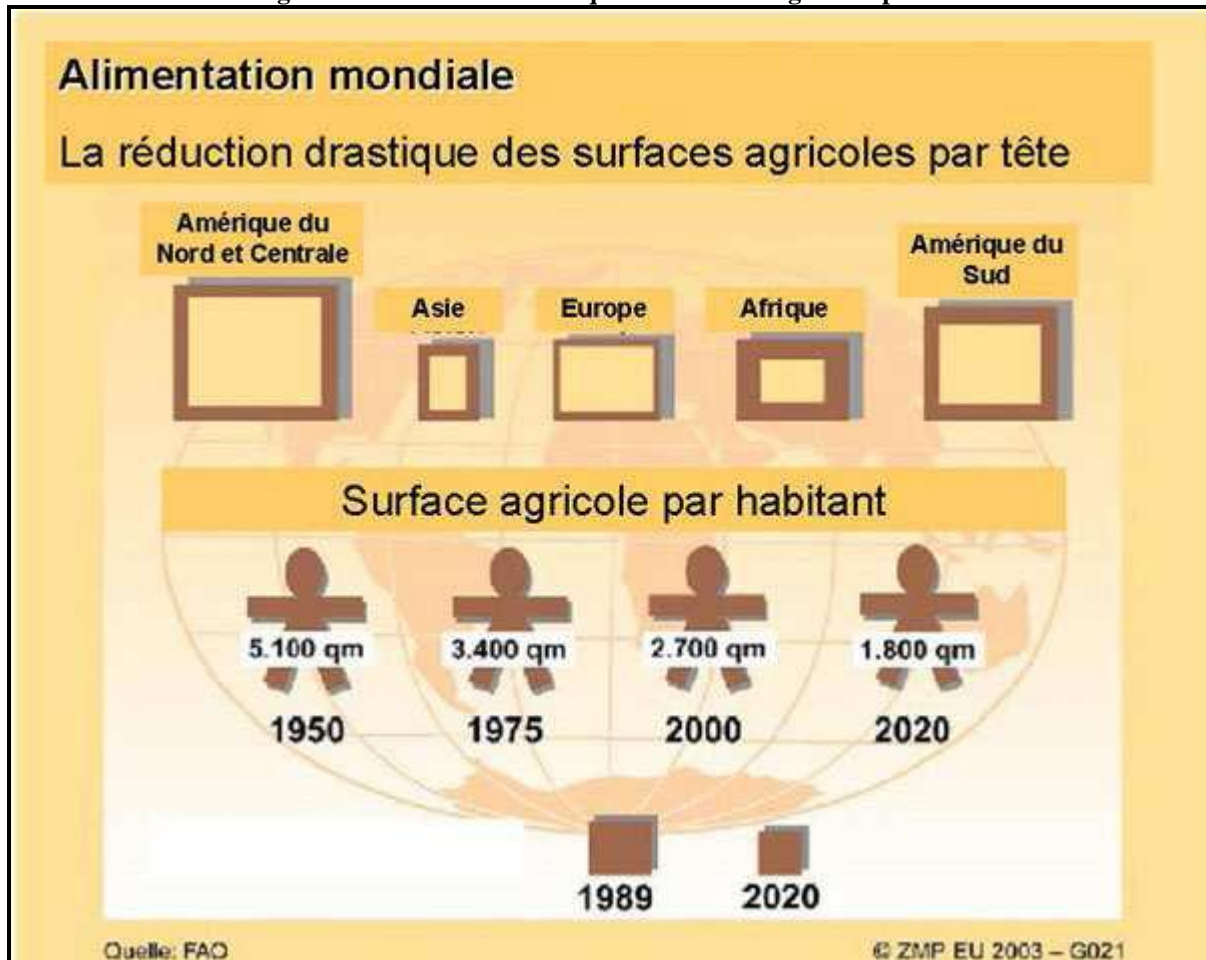 Alimentation mondiale
La réduction drastique des surfaces agricoles par tête
Amérique du
Nord et Centrale
Asie
Europe
Afrique
Amérique du
Sud
Surface agricole par habitant
5.100 qm
3.400 qm
2.700 qm
1.800 qm
1950
1975
2000
2020
1989
2020
Quelle: FAO
© ZMP EU 2003 – G021